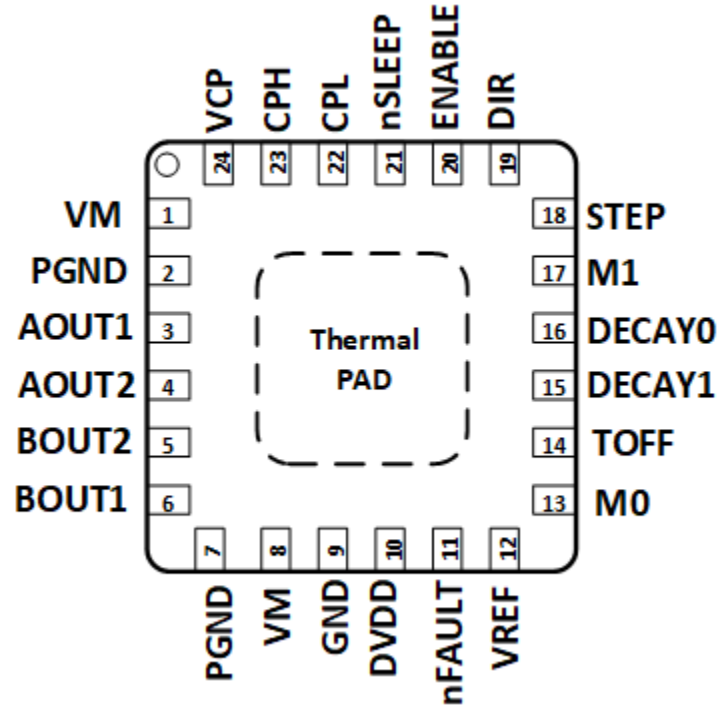 VCP
CPH
CPL
nSLEEP
ENABLE
DIR
24
23
22
21
20
19
VM 1
PGND 2
AOUT1 3
AOUT2 4
BOUT2 5
BOUT1 6
Thermal
PAD
18 STEP
17 M1
16 DECAY0
15 DECAY1
14 TOFF
13 M0
7
8
9
10
11
12
PGND
VM
GND
DVDD
nFAULT
VREF